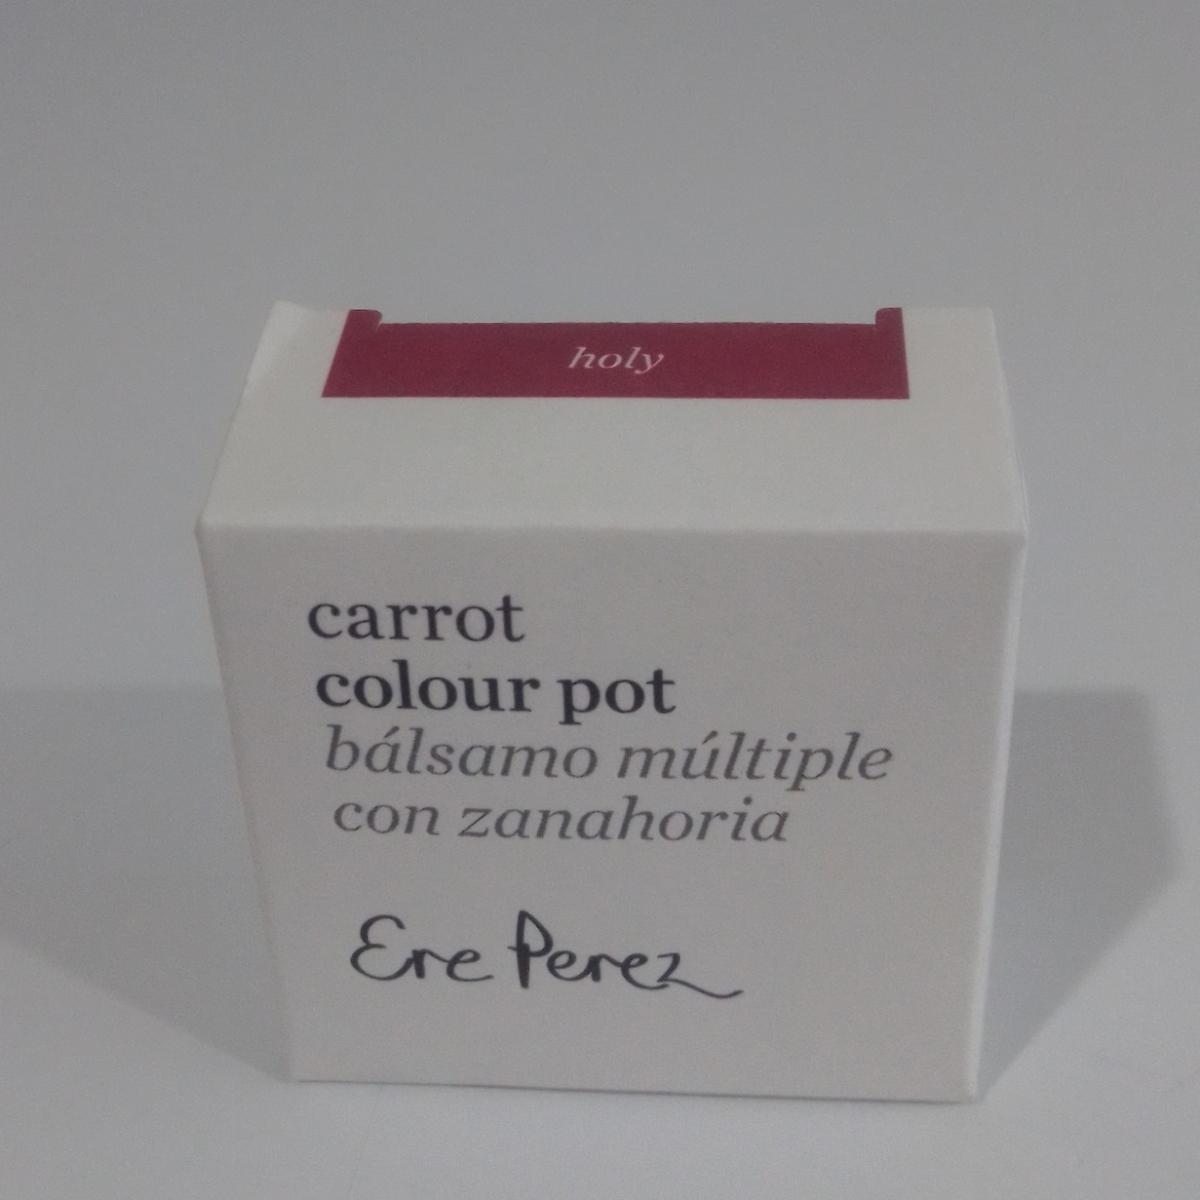 holy
carrot
colour pot
bálsamo múltiple
con zanahoria
Ere Perez